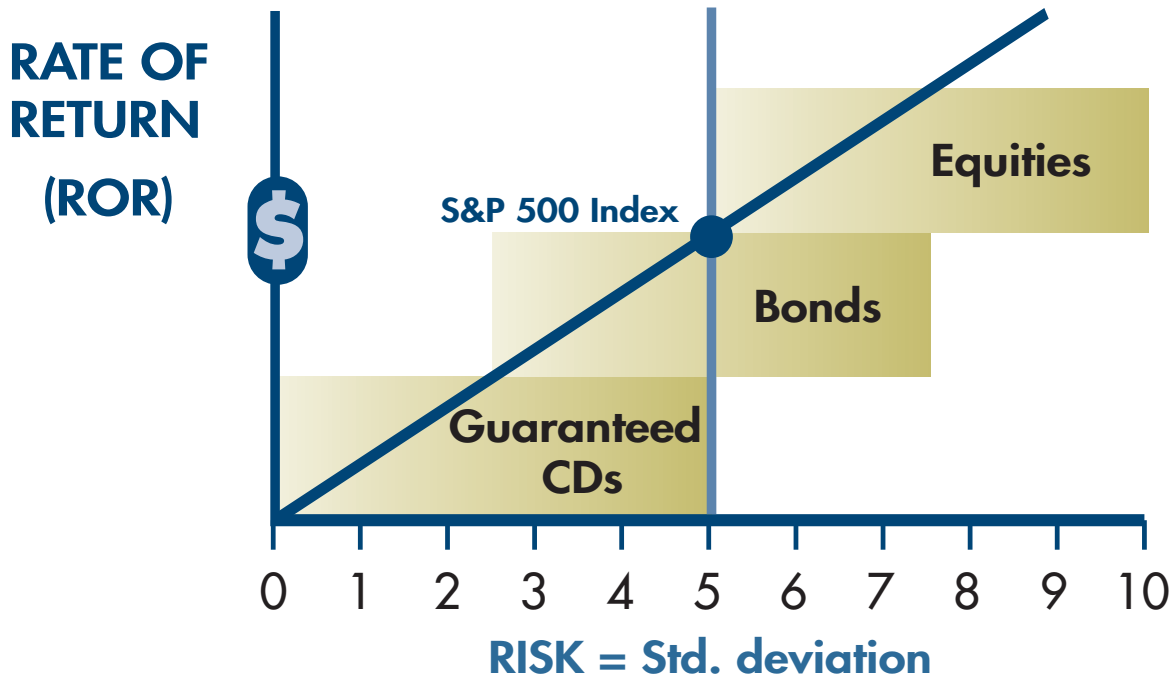 RATE OF
RETURN
(ROR)
$
S&P 500 Index
Equities
Bonds
Guaranteed
CDs
0 1 2 3 4 5 6 7 8 9 10
RISK = Std. deviation